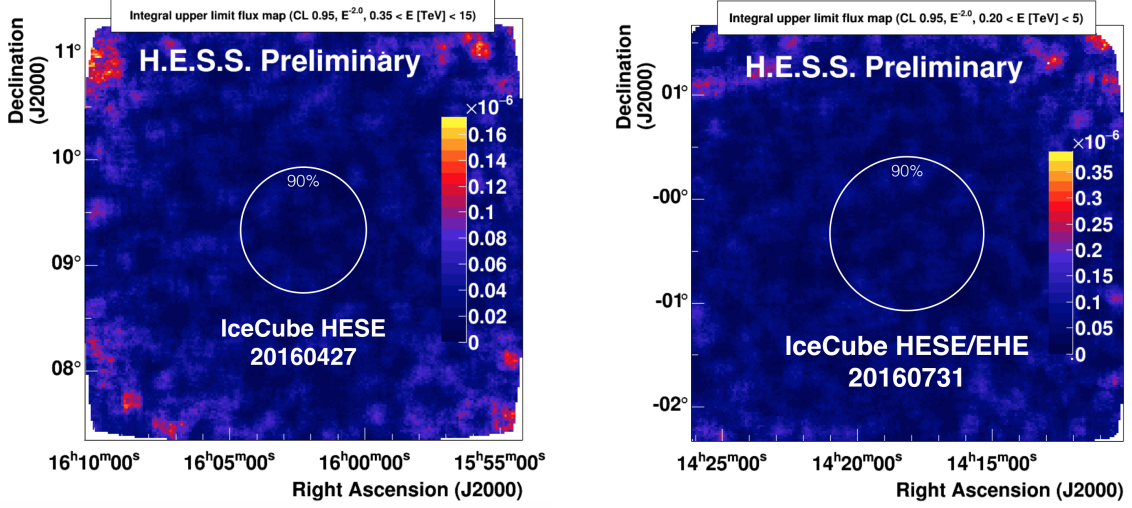 Integral upper limit flux map (CL 0.95, E^-2.0, 0.35 < E [TeV] < 15)
H.E.S.S. Preliminary
Declination
(J2000)
11°
10°
09°
08°
×10^-6
0.16
0.14
0.12
0.1
0.08
0.06
0.04
0.02
0
90%
IceCube HESE
20160427
16h10m00s
16h05m00s
16h00m00s
15h55m00s
Right Ascension (J2000)
Integral upper limit flux map (CL 0.95, E^-2.0, 0.20 < E [TeV] < 5)
H.E.S.S. Preliminary
Declination
(J2000)
01°
-00°
-01°
-02°
×10^-6
0.35
0.3
0.25
0.2
0.15
0.1
0.05
0
90%
IceCube HESE/EHE
20160731
14h25m00s
14h20m00s
14h15m00s
Right Ascension (J2000)